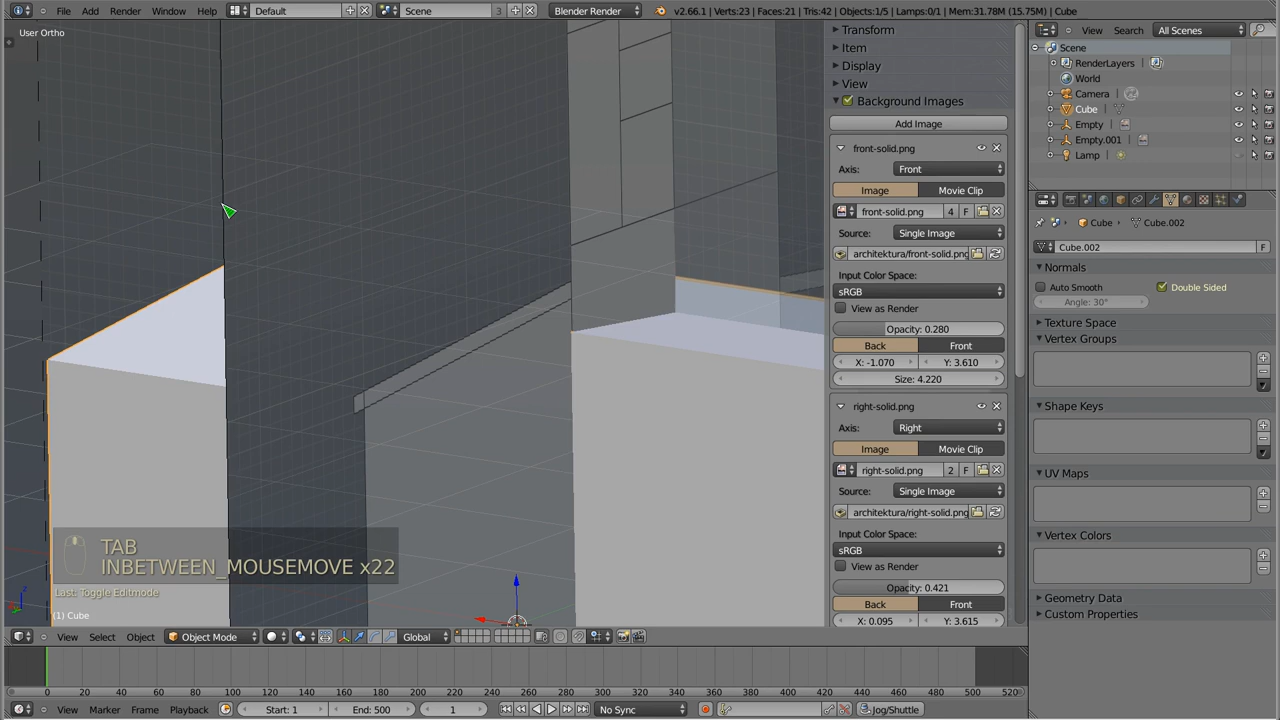 File Add Render Window Help Default Scene 3 Blender Render v2.66.1 | Verts:23 | Faces:21 | Tris:42 | Objects:1/5 | Lamps:0/1 | Mem:31.78M (15.75M) | Cube
User Ortho
Transform
Item
Display
View
Background Images
Add Image
front-solid.png
Axis: Front
Image Movie Clip
front-solid.png 4 F
Source: Single Image
architektura/front-solid.png
Input Color Space:
sRGB
View as Render
Opacity: 0.280
Back Front
X: -1.070 Y: 3.610
Size: 4.220
right-solid.png
Axis: Right
Image Movie Clip
right-solid.png 2 F
Source: Single Image
architektura/right-solid.png
Input Color Space:
sRGB
View as Render
Opacity: 0.421
Back Front
X: 0.095 Y: 3.615
View Search All Scenes
Scene
RenderLayers
World
Camera
Cube
Empty
Empty.001
Lamp
Cube Cube.002
Cube.002 F
Normals
Auto Smooth Double Sided
Angle: 30°
Texture Space
Vertex Groups
Shape Keys
UV Maps
Vertex Colors
Geometry Data
Custom Properties
TAB
INBETWEEN_MOUSEMOVE x22
Last: Toggle Editmode
(1) Cube
View Select Object Object Mode Global
0 20 40 60 80 100 120 140 160 180 200 220 240 260 280 300 320 340 360 380 400 420 440 460 480 500 520
View Marker Frame Playback Start: 1 End: 500 1 No Sync Jog/Shuttle